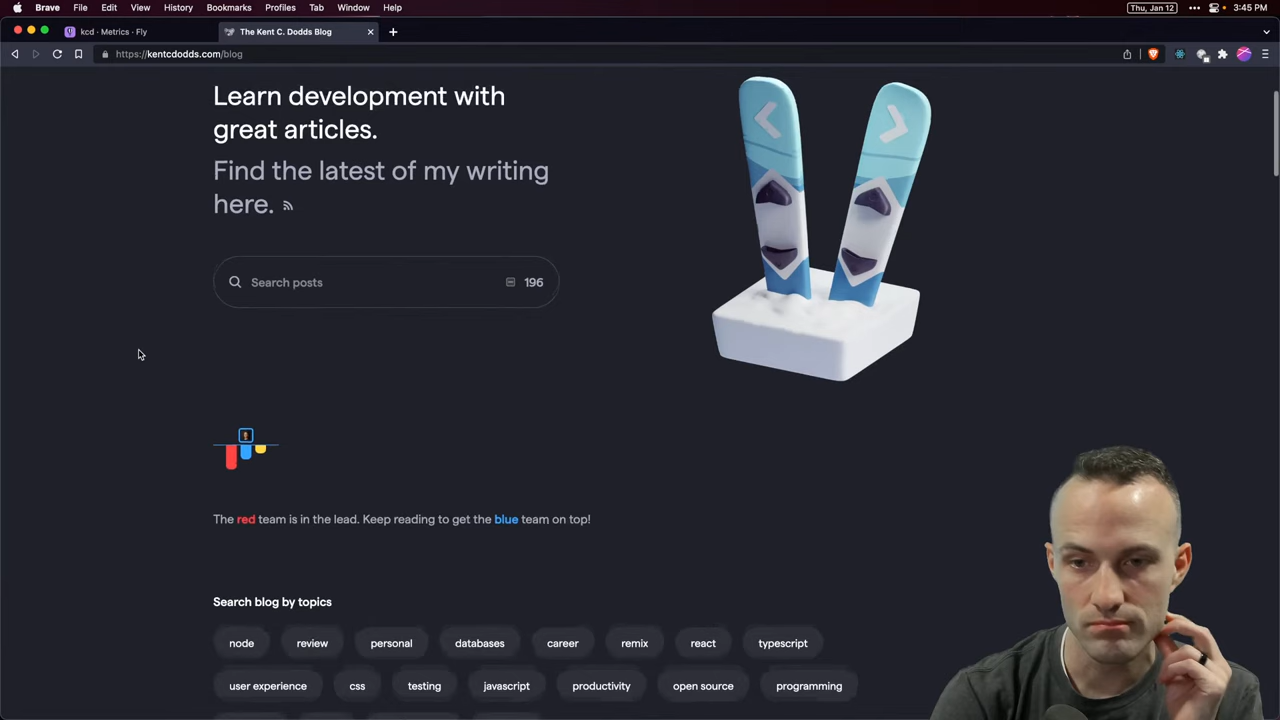 Brave File Edit View History Bookmarks Profiles Tab Window Help Thu, Jan 12 3:45 PM
kcd · Metrics · Fly The Kent C. Dodds Blog
https://kentcdodds.com/blog
Learn development with
great articles.
Find the latest of my writing
here.
Search posts 196
The red team is in the lead. Keep reading to get the blue team on top!
Search blog by topics
node review personal databases career remix react typescript
user experience css testing javascript productivity open source programming